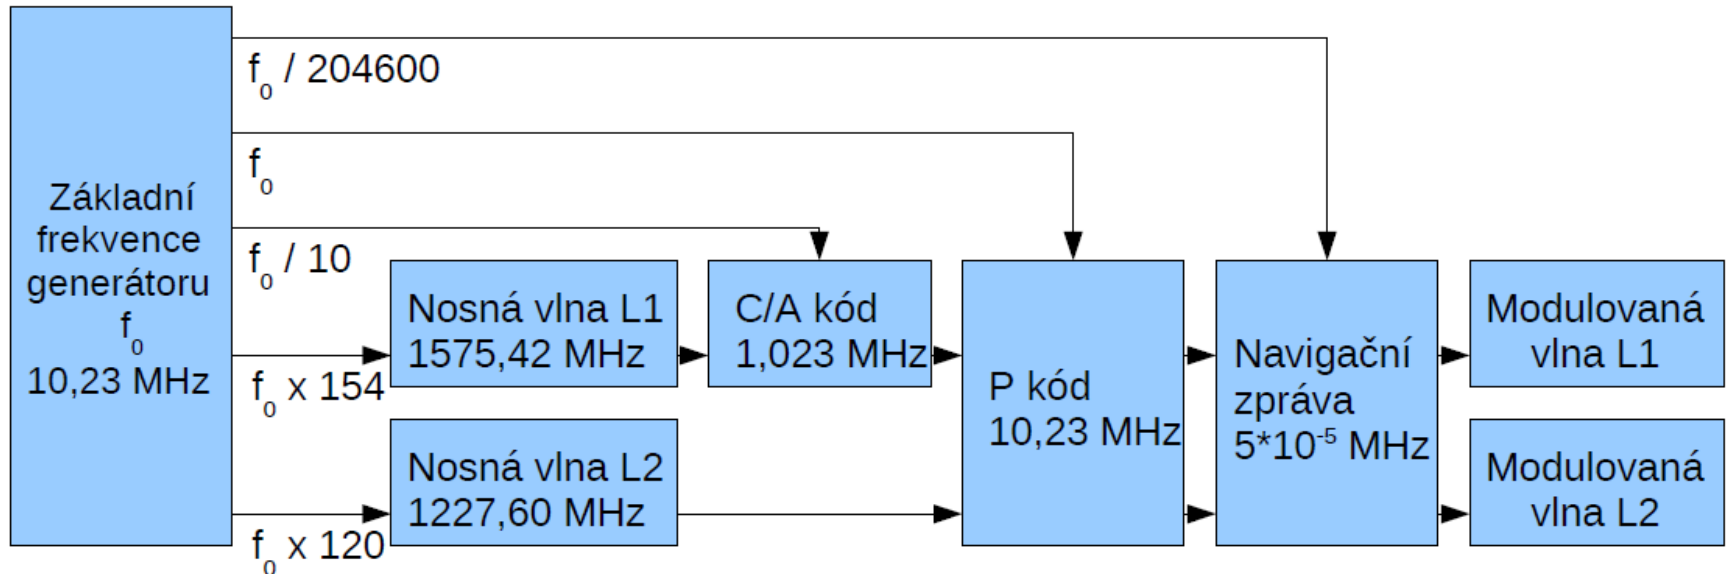 Základní
frekvence
generátoru
f₀
10,23 MHz
f₀ / 204600
f₀
f₀ / 10
f₀ x 154
f₀ x 120
Nosná vlna L1
1575,42 MHz
Nosná vlna L2
1227,60 MHz
C/A kód
1,023 MHz
P kód
10,23 MHz
Navigační
zpráva
5*10⁻⁵ MHz
Modulovaná
vlna L1
Modulovaná
vlna L2